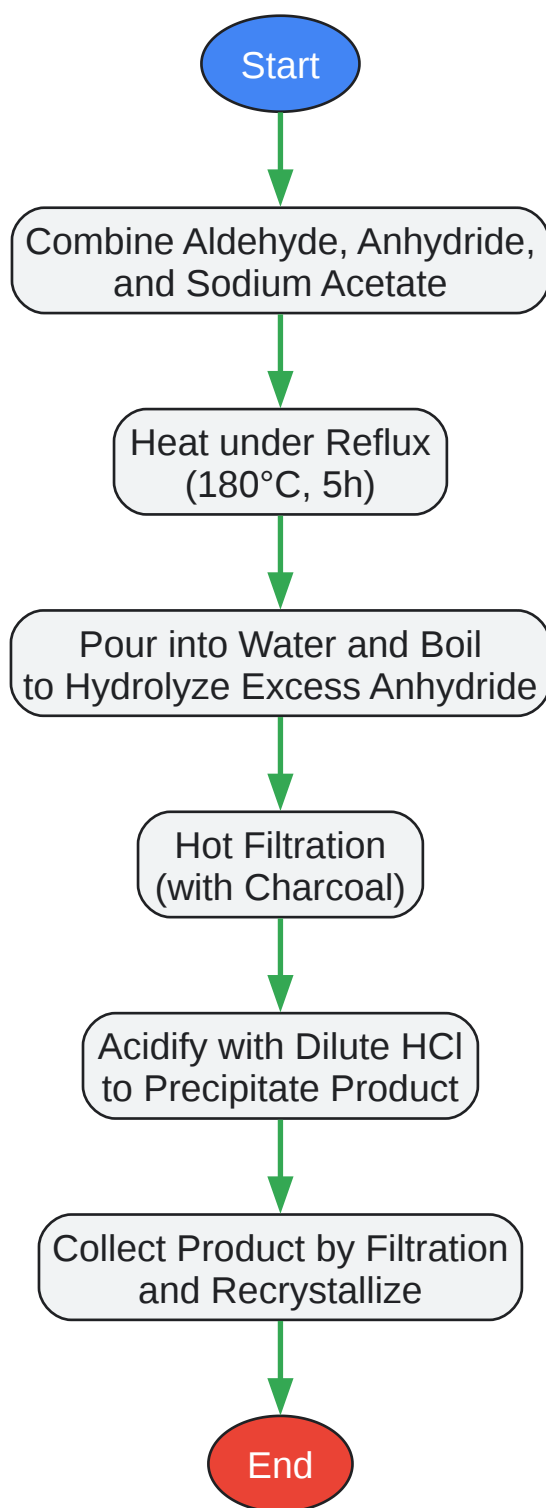 Start
Combine Aldehyde, Anhydride,
and Sodium Acetate
Heat under Reflux
(180°C, 5h)
Pour into Water and Boil
to Hydrolyze Excess Anhydride
Hot Filtration
(with Charcoal)
Acidify with Dilute HCl
to Precipitate Product
Collect Product by Filtration
and Recrystallize
End